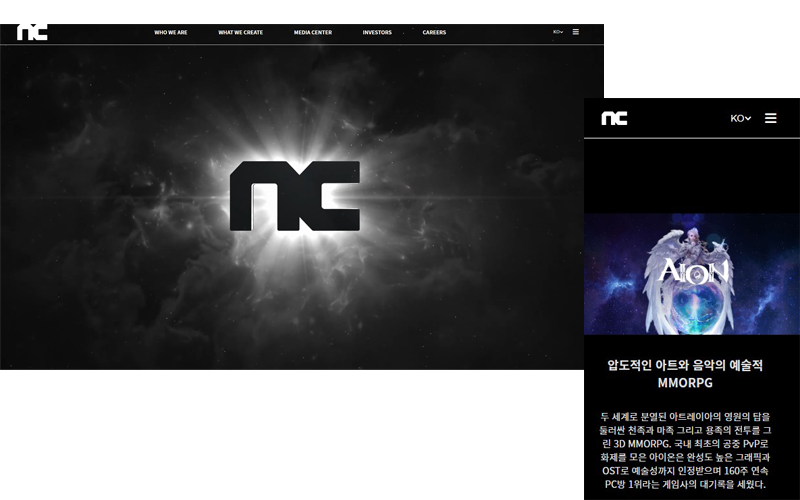 nc
WHO WE ARE
WHAT WE CREATE
MEDIA CENTER
INVESTORS
CAREERS
KO
nc
nc
KO
AION
압도적인 아트와 음악의 예술적
MMORPG
두 세계로 분열된 아트레이아의 영원의 탑을
둘러싼 천족과 마족 그리고 용족의 전투를 그
린 3D MMORPG. 국내 최초의 공중 PvP로
화제를 모은 아이온은 완성도 높은 그래픽과
OST로 예술성까지 인정받으며 160주 연속
PC방 1위라는 게임사의 대기록을 세웠다.